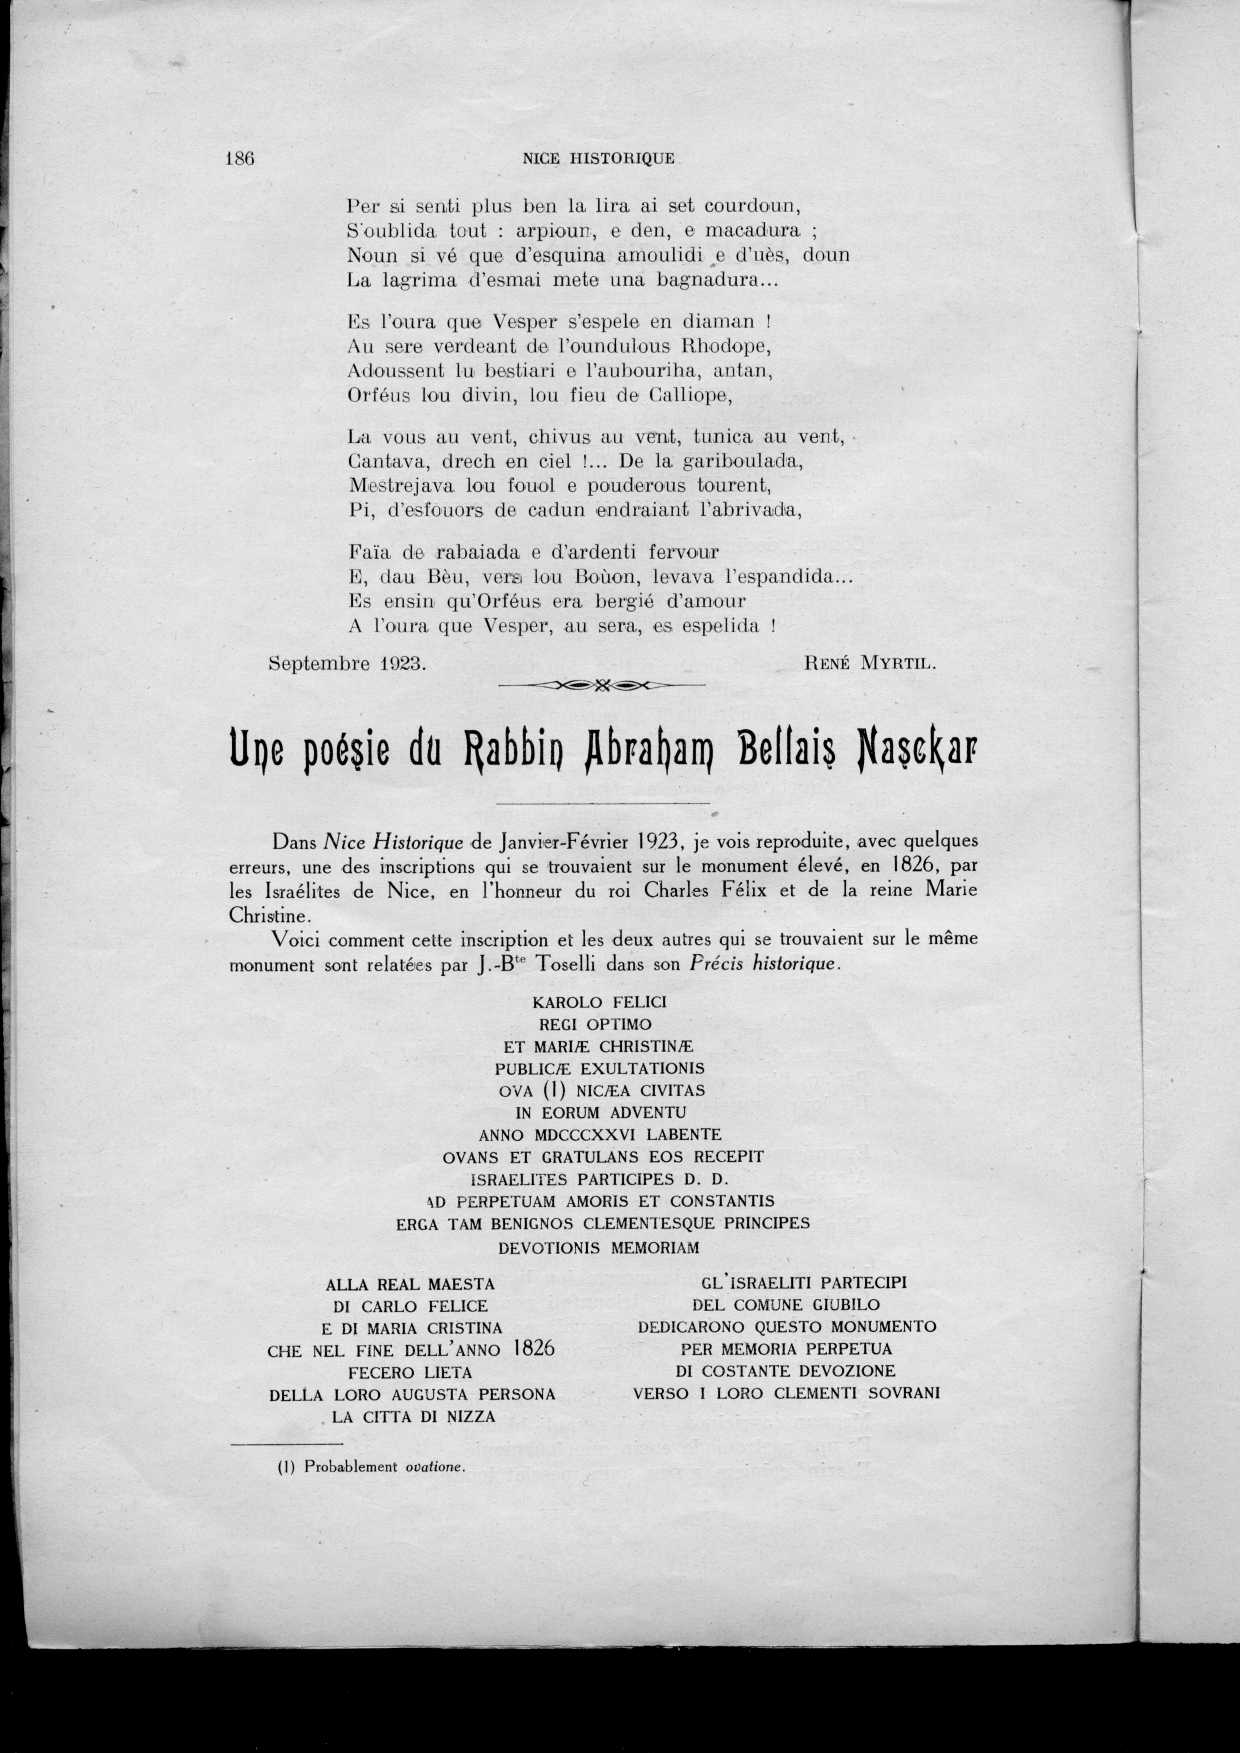 186 NICE HISTORIQUE
Per si senti plus ben la lira ai set courdoun,
S'oublida tout : arpioun, e den, e macadura ;
Noun si vé que d'esquina amoulidi e d'uès, doun
La lagrima d'esmai mete una bagnadura...
Es l'oura que Vesper s'espele en diaman !
Au sere verdeant de l'oundulous Rhodope,
Adoussent lu bestiari e l'aubouriha, antan,
Orféus lou divin, lou fieu de Calliope,
La vous au vent, chivus au vent, tunica au vent,
Cantava, drech en ciel !... De la gariboulada,
Mestrejava lou fouol e pouderous tourent,
Pi, d'esfouors de cadun endraiant l'abrivada,
Faïa de rabaiada e d'ardenti fervour
E, dau Bèu, vers lou Boùon, levava l'espandida...
Es ensin qu'Orféus era bergié d'amour
A l'oura que Vesper, au sera, es espelida !
Septembre 1923. RENÉ MYRTIL.
Une poésie du Rabbin Abraham Bellais Nasckar
Dans Nice Historique de Janvier-Février 1923, je vois reproduite, avec quelques
erreurs, une des inscriptions qui se trouvaient sur le monument élevé, en 1826, par
les Israélites de Nice, en l'honneur du roi Charles Félix et de la reine Marie
Christine.
Voici comment cette inscription et les deux autres qui se trouvaient sur le même
monument sont relatées par J.-Bte Toselli dans son Précis historique.
KAROLO FELICI
REGI OPTIMO
ET MARIÆ CHRISTINÆ
PUBLICÆ EXULTATIONIS
OVA (1) NICÆA CIVITAS
IN EORUM ADVENTU
ANNO MDCCCXXVI LABENTE
OVANS ET GRATULANS EOS RECEPIT
ISRAELITES PARTICIPES D. D.
AD PERPETUAM AMORIS ET CONSTANTIS
ERGA TAM BENIGNOS CLEMENTESQUE PRINCIPES
DEVOTIONIS MEMORIAM
ALLA REAL MAESTA
DI CARLO FELICE
E DI MARIA CRISTINA
CHE NEL FINE DELL'ANNO 1826
FECERO LIETA
DELLA LORO AUGUSTA PERSONA
LA CITTA DI NIZZA
GL'ISRAELITI PARTECIPI
DEL COMUNE GIUBILO
DEDICARONO QUESTO MONUMENTO
PER MEMORIA PERPETUA
DI COSTANTE DEVOZIONE
VERSO I LORO CLEMENTI SOVRANI
(1) Probablement ovatione.